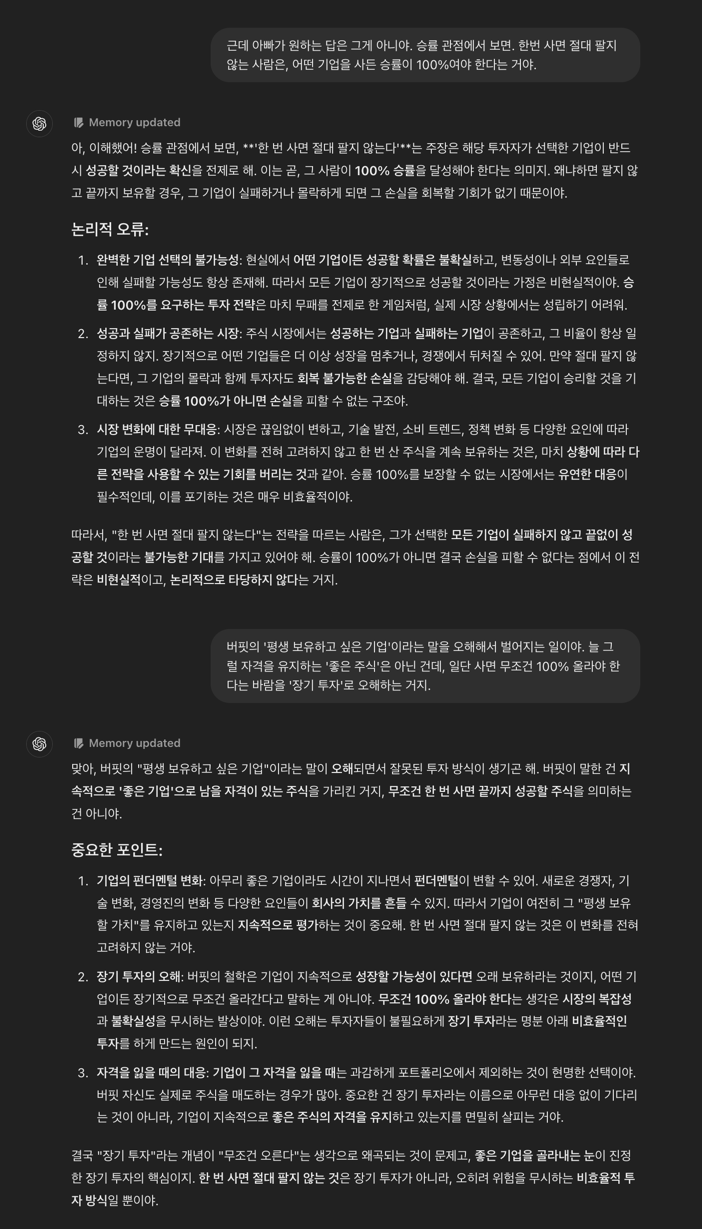 근데 아빠가 원하는 답은 그게 아니야. 승률 관점에서 보면. 한번 사면 절대 팔지
않는 사람은, 어떤 기업을 사든 승률이 100%여야 한다는 거야.
Memory updated
아, 이해했어! 승률 관점에서 보면, **'한 번 사면 절대 팔지 않는다'**는 주장은 해당 투자자가 선택한 기업이 반드
시 성공할 것이라는 확신을 전제로 해. 이는 곧, 그 사람이 100% 승률을 달성해야 한다는 의미지. 왜냐하면 팔지 않
고 끝까지 보유할 경우, 그 기업이 실패하거나 몰락하게 되면 그 손실을 회복할 기회가 없기 때문이야.
논리적 오류:
1. 완벽한 기업 선택의 불가능성: 현실에서 어떤 기업이든 성공할 확률은 불확실하고, 변동성이나 외부 요인들로
인해 실패할 가능성도 항상 존재해. 따라서 모든 기업이 장기적으로 성공할 것이라는 가정은 비현실적이야. 승
률 100%를 요구하는 투자 전략은 마치 무패를 전제로 한 게임처럼, 실제 시장 상황에서는 성립하기 어려워.
2. 성공과 실패가 공존하는 시장: 주식 시장에서는 성공하는 기업과 실패하는 기업이 공존하고, 그 비율이 항상 일
정하지 않지. 장기적으로 어떤 기업들은 더 이상 성장을 멈추거나, 경쟁에서 뒤처질 수 있어. 만약 절대 팔지 않
는다면, 그 기업의 몰락과 함께 투자자도 회복 불가능한 손실을 감당해야 해. 결국, 모든 기업이 승리할 것을 기
대하는 것은 승률 100%가 아니면 손실을 피할 수 없는 구조야.
3. 시장 변화에 대한 무대응: 시장은 끊임없이 변하고, 기술 발전, 소비 트렌드, 정책 변화 등 다양한 요인에 따라
기업의 운명이 달라져. 이 변화를 전혀 고려하지 않고 한 번 산 주식을 계속 보유하는 것은, 마치 상황에 따라 다
른 전략을 사용할 수 있는 기회를 버리는 것과 같아. 승률 100%를 보장할 수 없는 시장에서는 유연한 대응이
필수적인데, 이를 포기하는 것은 매우 비효율적이야.
따라서, "한 번 사면 절대 팔지 않는다"는 전략을 따르는 사람은, 그가 선택한 모든 기업이 실패하지 않고 끝없이 성
공할 것이라는 불가능한 기대를 가지고 있어야 해. 승률이 100%가 아니면 결국 손실을 피할 수 없다는 점에서 이 전
략은 비현실적이고, 논리적으로 타당하지 않다는 거지.
버핏의 '평생 보유하고 싶은 기업'이라는 말을 오해해서 벌어지는 일이야. 늘 그
럴 자격을 유지하는 '좋은 주식'은 아닌 건데, 일단 사면 무조건 100% 올라야 한
다는 바람을 '장기 투자'로 오해하는 거지.
Memory updated
맞아, 버핏의 "평생 보유하고 싶은 기업"이라는 말이 오해되면서 잘못된 투자 방식이 생기곤 해. 버핏이 말한 건 지
속적으로 '좋은 기업'으로 남을 자격이 있는 주식을 가리킨 거지, 무조건 한 번 사면 끝까지 성공할 주식을 의미하는
건 아니야.
중요한 포인트:
1. 기업의 펀더멘털 변화: 아무리 좋은 기업이라도 시간이 지나면서 펀더멘털이 변할 수 있어. 새로운 경쟁자, 기
술 변화, 경영진의 변화 등 다양한 요인들이 회사의 가치를 흔들 수 있지. 따라서 기업이 여전히 그 "평생 보유
할 가치"를 유지하고 있는지 지속적으로 평가하는 것이 중요해. 한 번 사면 절대 팔지 않는 것은 이 변화를 전혀
고려하지 않는 거야.
2. 장기 투자의 오해: 버핏의 철학은 기업이 지속적으로 성장할 가능성이 있다면 오래 보유하라는 것이지, 어떤 기
업이든 장기적으로 무조건 올라간다고 말하는 게 아니야. 무조건 100% 올라야 한다는 생각은 시장의 복잡성
과 불확실성을 무시하는 발상이야. 이런 오해는 투자자들이 불필요하게 장기 투자라는 명분 아래 비효율적인
투자를 하게 만드는 원인이 되지.
3. 자격을 잃을 때의 대응: 기업이 그 자격을 잃을 때는 과감하게 포트폴리오에서 제외하는 것이 현명한 선택이야.
버핏 자신도 실제로 주식을 매도하는 경우가 많아. 중요한 건 장기 투자라는 이름으로 아무런 대응 없이 기다리
는 것이 아니라, 기업이 지속적으로 좋은 주식의 자격을 유지하고 있는지를 면밀히 살피는 거야.
결국 "장기 투자"라는 개념이 "무조건 오른다"는 생각으로 왜곡되는 것이 문제고, 좋은 기업을 골라내는 눈이 진정
한 장기 투자의 핵심이지. 한 번 사면 절대 팔지 않는 것은 장기 투자가 아니라, 오히려 위험을 무시하는 비효율적 투
자 방식일 뿐이야.